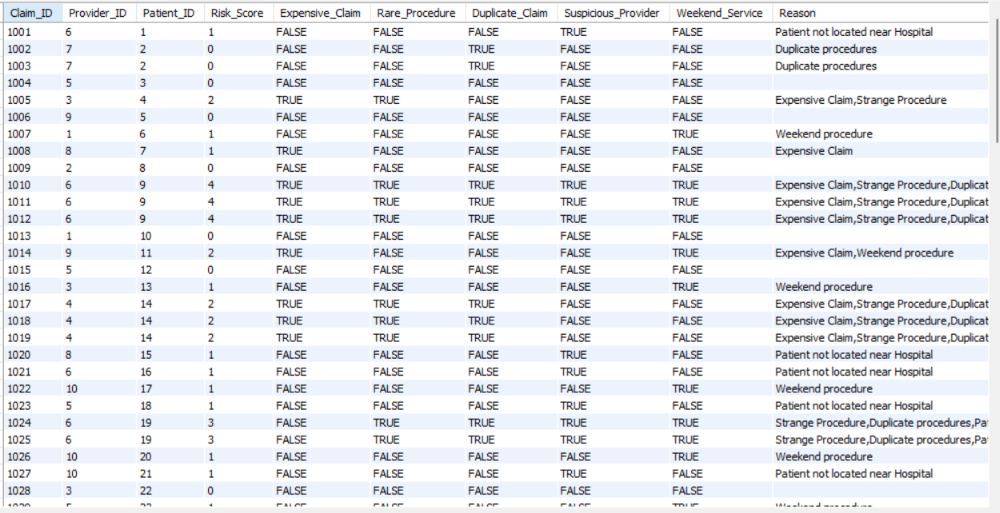 Claim_ID Provider_ID Patient_ID Risk_Score Expensive_Claim Rare_Procedure Duplicate_Claim Suspicious_Provider Weekend_Service Reason
1001 6 1 1 FALSE FALSE FALSE TRUE FALSE Patient not located near Hospital
1002 7 2 0 FALSE FALSE TRUE FALSE FALSE Duplicate procedures
1003 7 2 0 FALSE FALSE TRUE FALSE FALSE Duplicate procedures
1004 5 3 0 FALSE FALSE FALSE FALSE FALSE
1005 3 4 2 TRUE TRUE FALSE FALSE FALSE Expensive Claim,Strange Procedure
1006 9 5 0 FALSE FALSE FALSE FALSE FALSE
1007 1 6 1 FALSE FALSE FALSE FALSE TRUE Weekend procedure
1008 8 7 1 TRUE FALSE FALSE FALSE FALSE Expensive Claim
1009 2 8 0 FALSE FALSE FALSE FALSE FALSE
1010 6 9 4 TRUE TRUE TRUE TRUE TRUE Expensive Claim,Strange Procedure,Duplicat
1011 6 9 4 TRUE TRUE TRUE TRUE TRUE Expensive Claim,Strange Procedure,Duplicat
1012 6 9 4 TRUE TRUE TRUE TRUE TRUE Expensive Claim,Strange Procedure,Duplicat
1013 1 10 0 FALSE FALSE FALSE FALSE FALSE
1014 9 11 2 TRUE FALSE FALSE FALSE TRUE Expensive Claim,Weekend procedure
1015 5 12 0 FALSE FALSE FALSE FALSE FALSE
1016 3 13 1 FALSE FALSE FALSE FALSE TRUE Weekend procedure
1017 4 14 2 TRUE TRUE TRUE FALSE FALSE Expensive Claim,Strange Procedure,Duplicat
1018 4 14 2 TRUE TRUE TRUE FALSE FALSE Expensive Claim,Strange Procedure,Duplicat
1019 4 14 2 TRUE TRUE TRUE FALSE FALSE Expensive Claim,Strange Procedure,Duplicat
1020 8 15 1 FALSE FALSE FALSE TRUE FALSE Patient not located near Hospital
1021 6 16 1 FALSE FALSE FALSE TRUE FALSE Patient not located near Hospital
1022 10 17 1 FALSE FALSE FALSE FALSE TRUE Weekend procedure
1023 5 18 1 FALSE FALSE FALSE TRUE FALSE Patient not located near Hospital
1024 6 19 3 FALSE TRUE TRUE TRUE TRUE Strange Procedure,Duplicate procedures,Pa
1025 6 19 3 FALSE TRUE TRUE TRUE TRUE Strange Procedure,Duplicate procedures,Pa
1026 10 20 1 FALSE FALSE FALSE FALSE TRUE Weekend procedure
1027 10 21 1 FALSE FALSE FALSE TRUE FALSE Patient not located near Hospital
1028 3 22 0 FALSE FALSE FALSE FALSE FALSE
1029 5 23 1 FALSE FALSE FALSE FALSE TRUE Weekend procedure